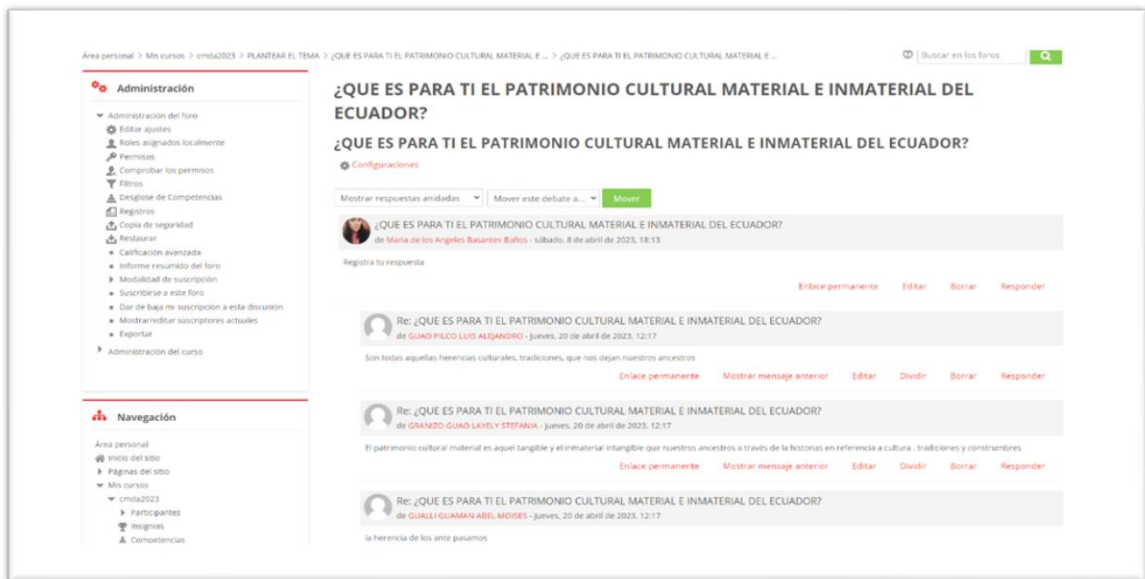 Área personal > Mis cursos > cmda2023 > PLANTEAR EL TEMA > ¿QUE ES PARA TI EL PATRIMONIO CULTURAL MATERIAL E ... > ¿QUE ES PARA TI EL PATRIMONIO CULTURAL MATERIAL E ...
Buscar en los foros
Administración
Administración del foro
Editar ajustes
Roles asignados localmente
Permisos
Comprobar los permisos
Filtros
Desglose de Competencias
Registros
Copia de seguridad
Restaurar
Calificación avanzada
Informe resumido del foro
Modalidad de suscripción
Suscribirse a este foro
Dar de baja mi suscripción a esta discusión
Mostrar/editar suscriptores actuales
Exportar
Administración del curso
Navegación
Área personal
Inicio del sitio
Páginas del sitio
Mis cursos
cmda2023
Participantes
Insignias
Competencias
¿QUE ES PARA TI EL PATRIMONIO CULTURAL MATERIAL E INMATERIAL DEL
ECUADOR?
¿QUE ES PARA TI EL PATRIMONIO CULTURAL MATERIAL E INMATERIAL DEL ECUADOR?
Configuraciones
Mostrar respuestas anidadas Mover este debate a... Mover
¿QUE ES PARA TI EL PATRIMONIO CULTURAL MATERIAL E INMATERIAL DEL ECUADOR?
de Maria de los Angeles Basantes Baños - sábado, 8 de abril de 2023, 18:13
Registra tu respuesta
Enlace permanente Editar Borrar Responder
Re: ¿QUE ES PARA TI EL PATRIMONIO CULTURAL MATERIAL E INMATERIAL DEL ECUADOR?
de GUAO PILCO LUIS ALEJANDRO - jueves, 20 de abril de 2023, 12:17
Son todas aquellas herencias culturales, tradiciones, que nos dejan nuestros ancestros
Enlace permanente Mostrar mensaje anterior Editar Dividir Borrar Responder
Re: ¿QUE ES PARA TI EL PATRIMONIO CULTURAL MATERIAL E INMATERIAL DEL ECUADOR?
de GRANIZO GUAO LAYELY STEFANIA - jueves, 20 de abril de 2023, 12:17
El patrimonio cultural material es aquel tangible y el inmaterial intangible que nuestros ancestros a través de la historias en referencia a cultura . tradiciones y construmbres
Enlace permanente Mostrar mensaje anterior Editar Dividir Borrar Responder
Re: ¿QUE ES PARA TI EL PATRIMONIO CULTURAL MATERIAL E INMATERIAL DEL ECUADOR?
de GUALLI GUAMAN ABEL MOISES - jueves, 20 de abril de 2023, 12:17
la herencia de los ante pasamos